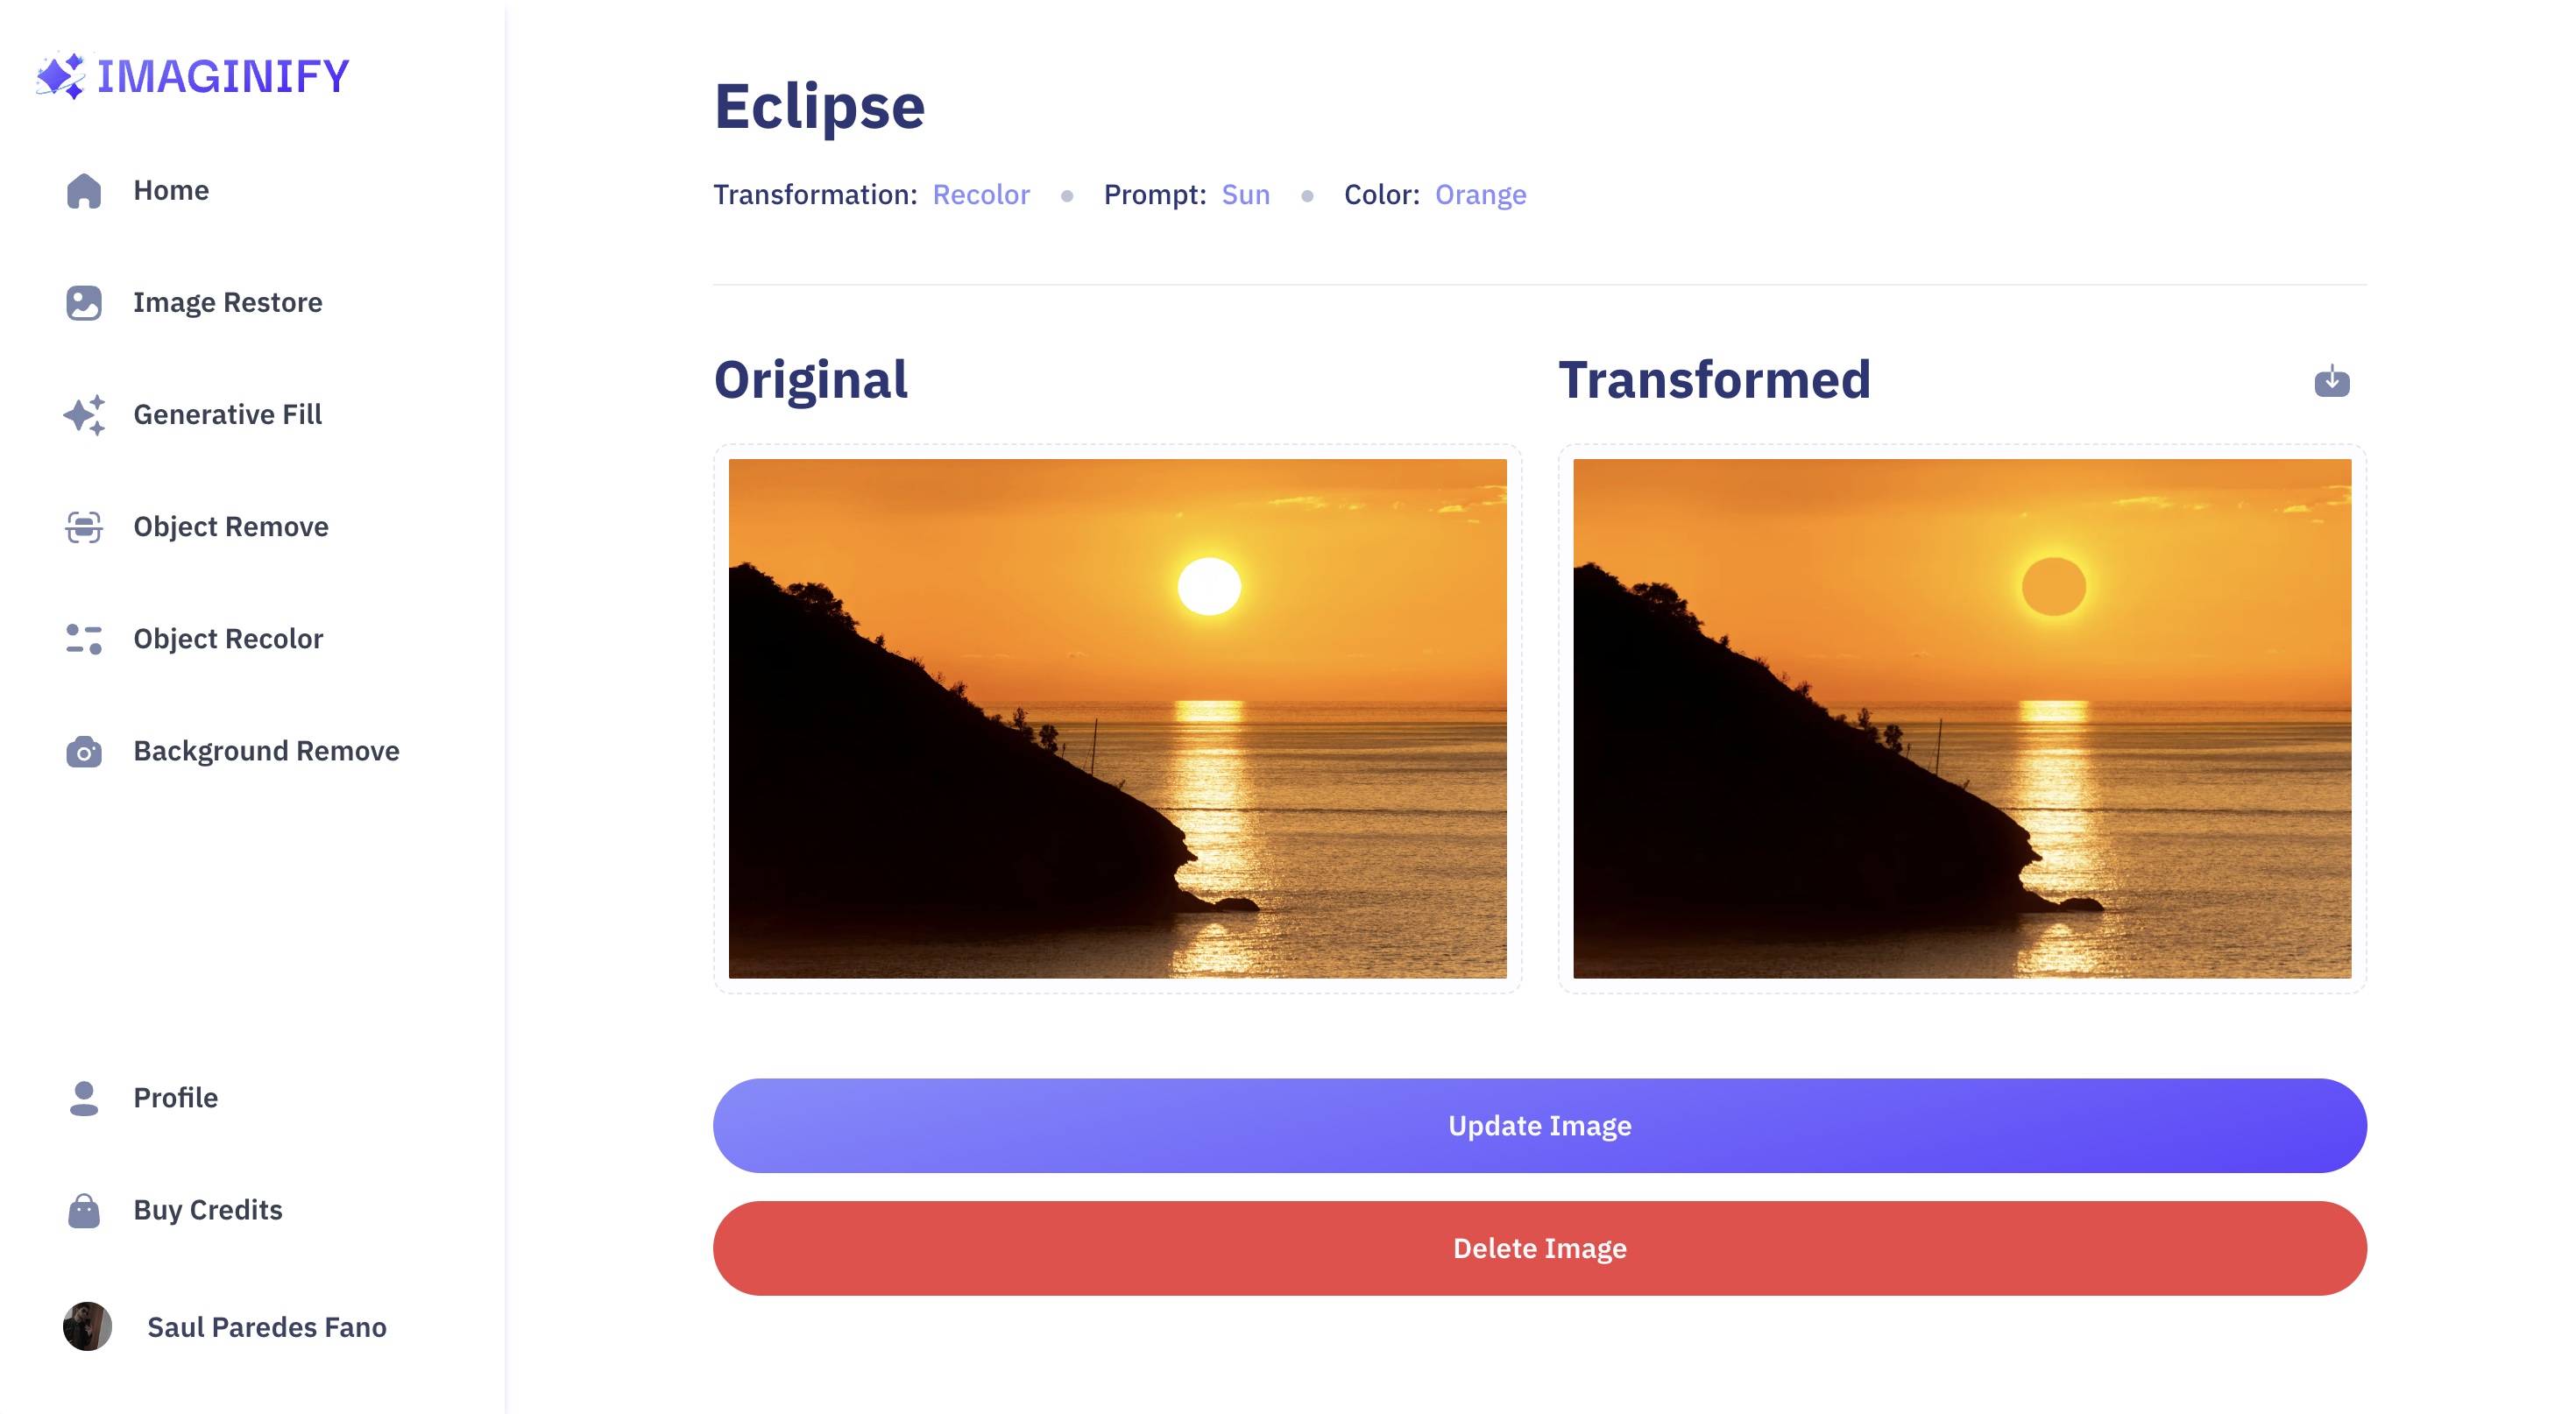 IMAGINIFY
Home
Image Restore
Generative Fill
Object Remove
Object Recolor
Background Remove
Profile
Buy Credits
Saul Paredes Fano
Eclipse
Transformation: Recolor • Prompt: Sun • Color: Orange
Original
Transformed
Update Image
Delete Image